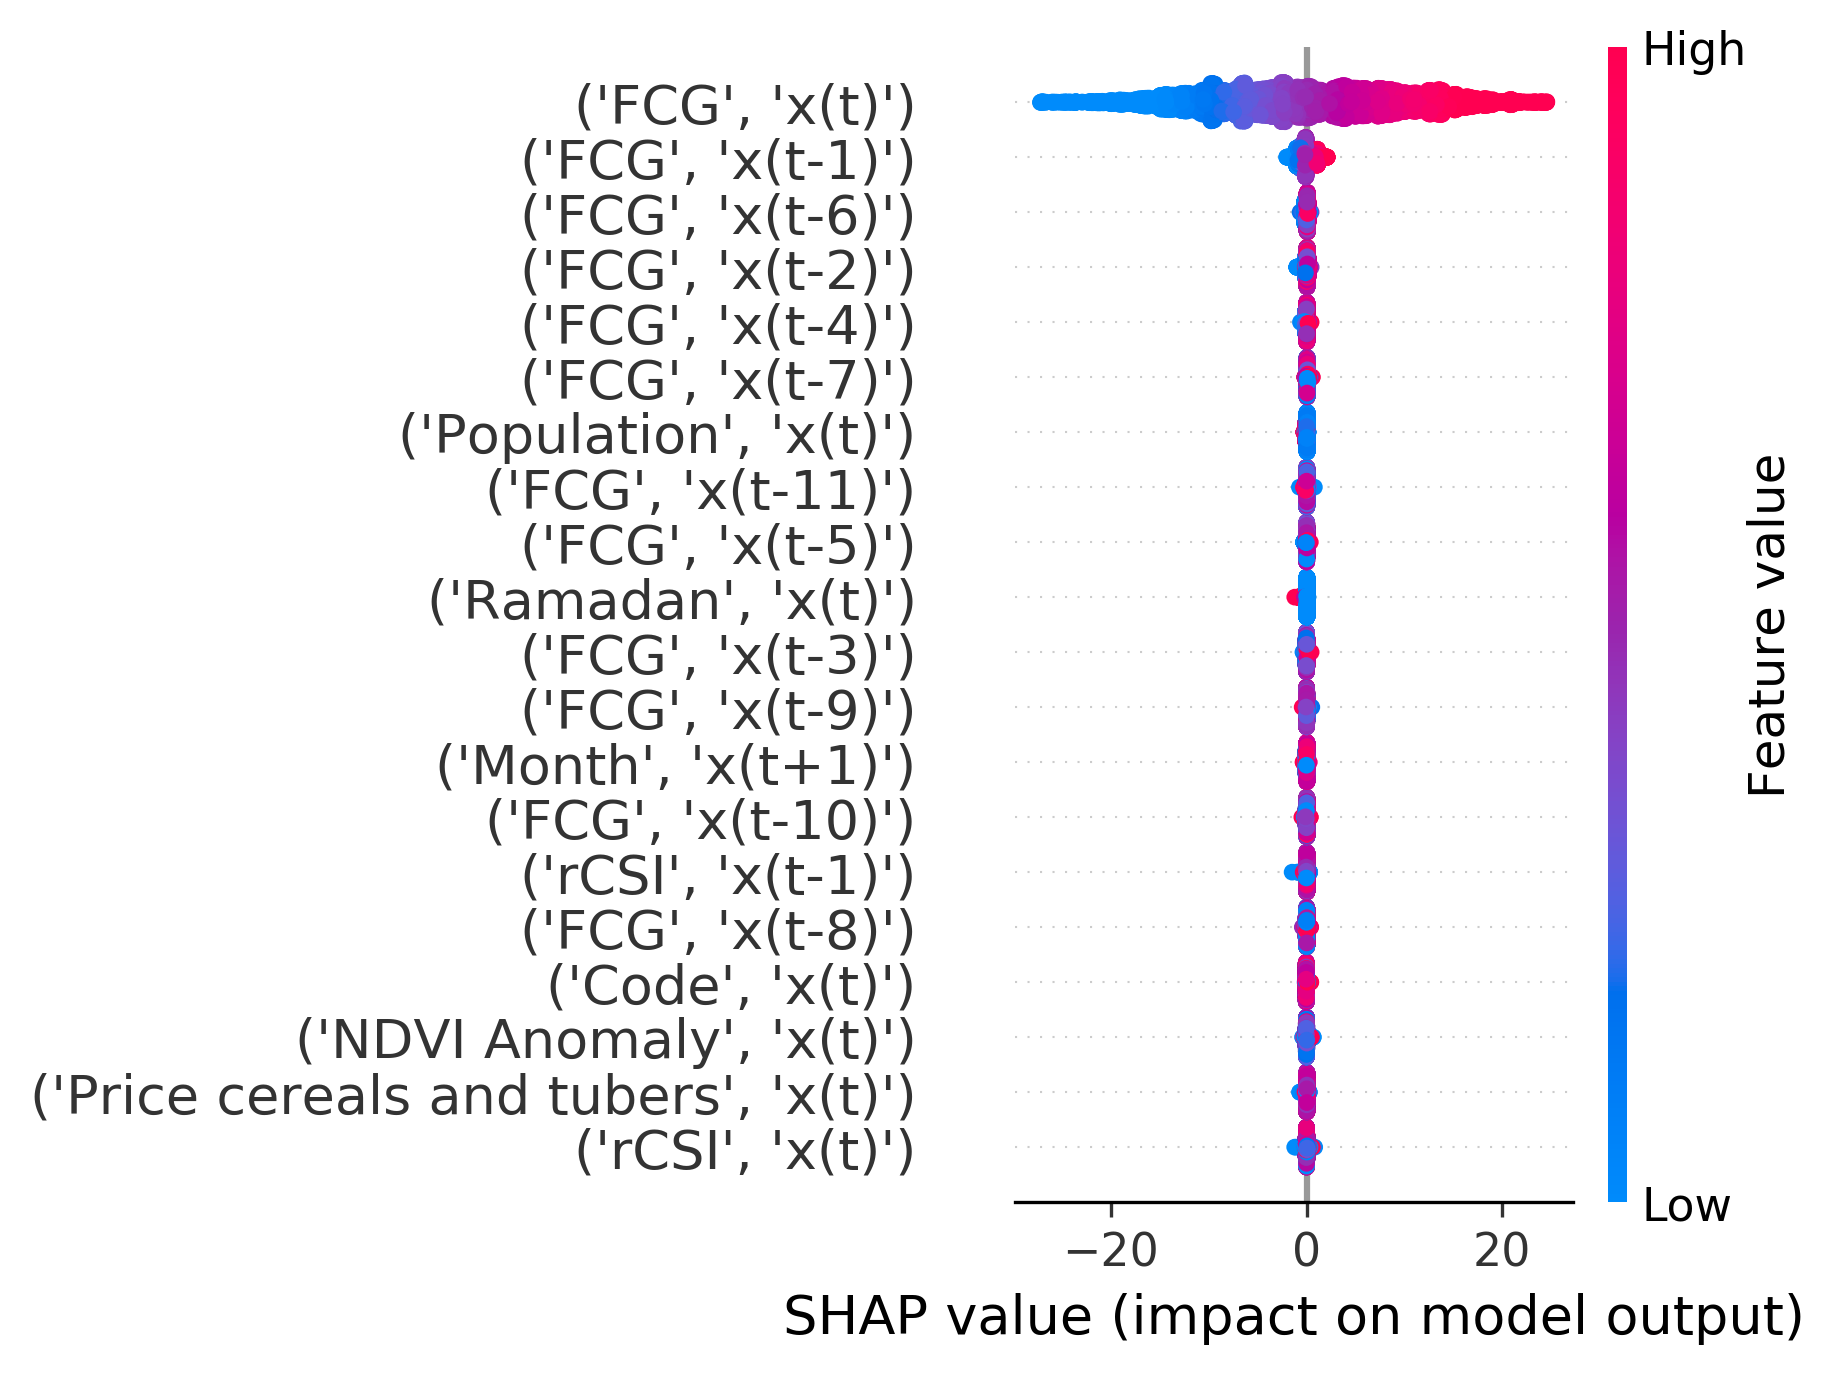 High
('FCG', 'x(t)')
('FCG', 'x(t-1)')
('FCG', 'x(t-6)')
('FCG', 'x(t-2)')
('FCG', 'x(t-4)')
('FCG', 'x(t-7)')
('Population', 'x(t)')
('FCG', 'x(t-11)')
('FCG', 'x(t-5)')
('Ramadan', 'x(t)')
('FCG', 'x(t-3)')
('FCG', 'x(t-9)')
('Month', 'x(t+1)')
('FCG', 'x(t-10)')
('rCSI', 'x(t-1)')
('FCG', 'x(t-8)')
('Code', 'x(t)')
('NDVI Anomaly', 'x(t)')
('Price cereals and tubers', 'x(t)')
('rCSI', 'x(t)')
Feature value
Low
−20 0 20
SHAP value (impact on model output)